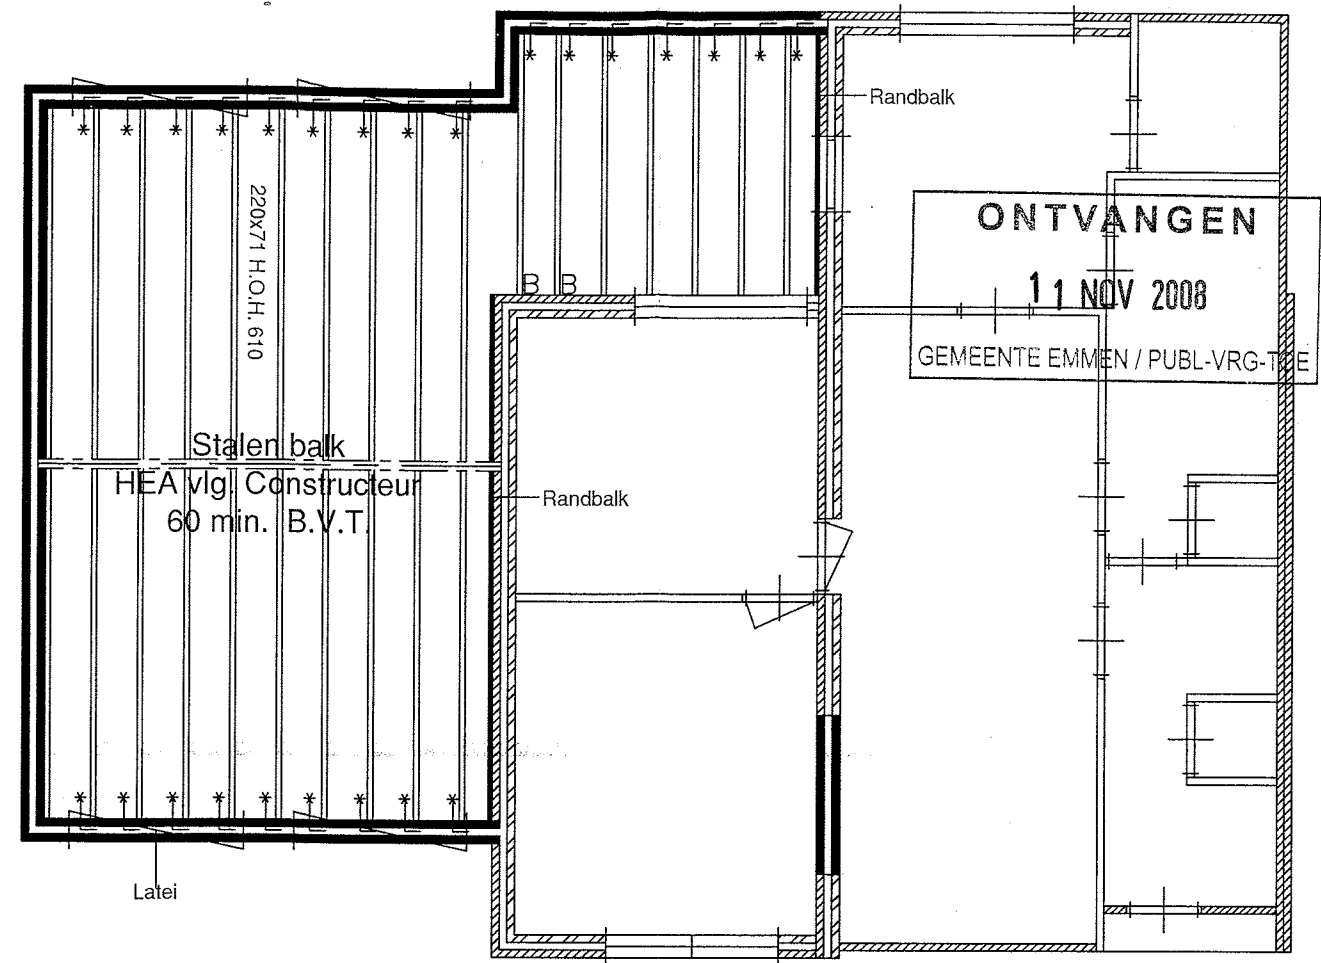 Randbalk
ONTVANGEN
11 NOV 2008
GEMEENTE EMMEN / PUBL-VRG-T
220x71 H.O.H. 610
B B
Stalen balk
HEA vlg. Constructeur
60 min. B.V.T.
Randbalk
Latei